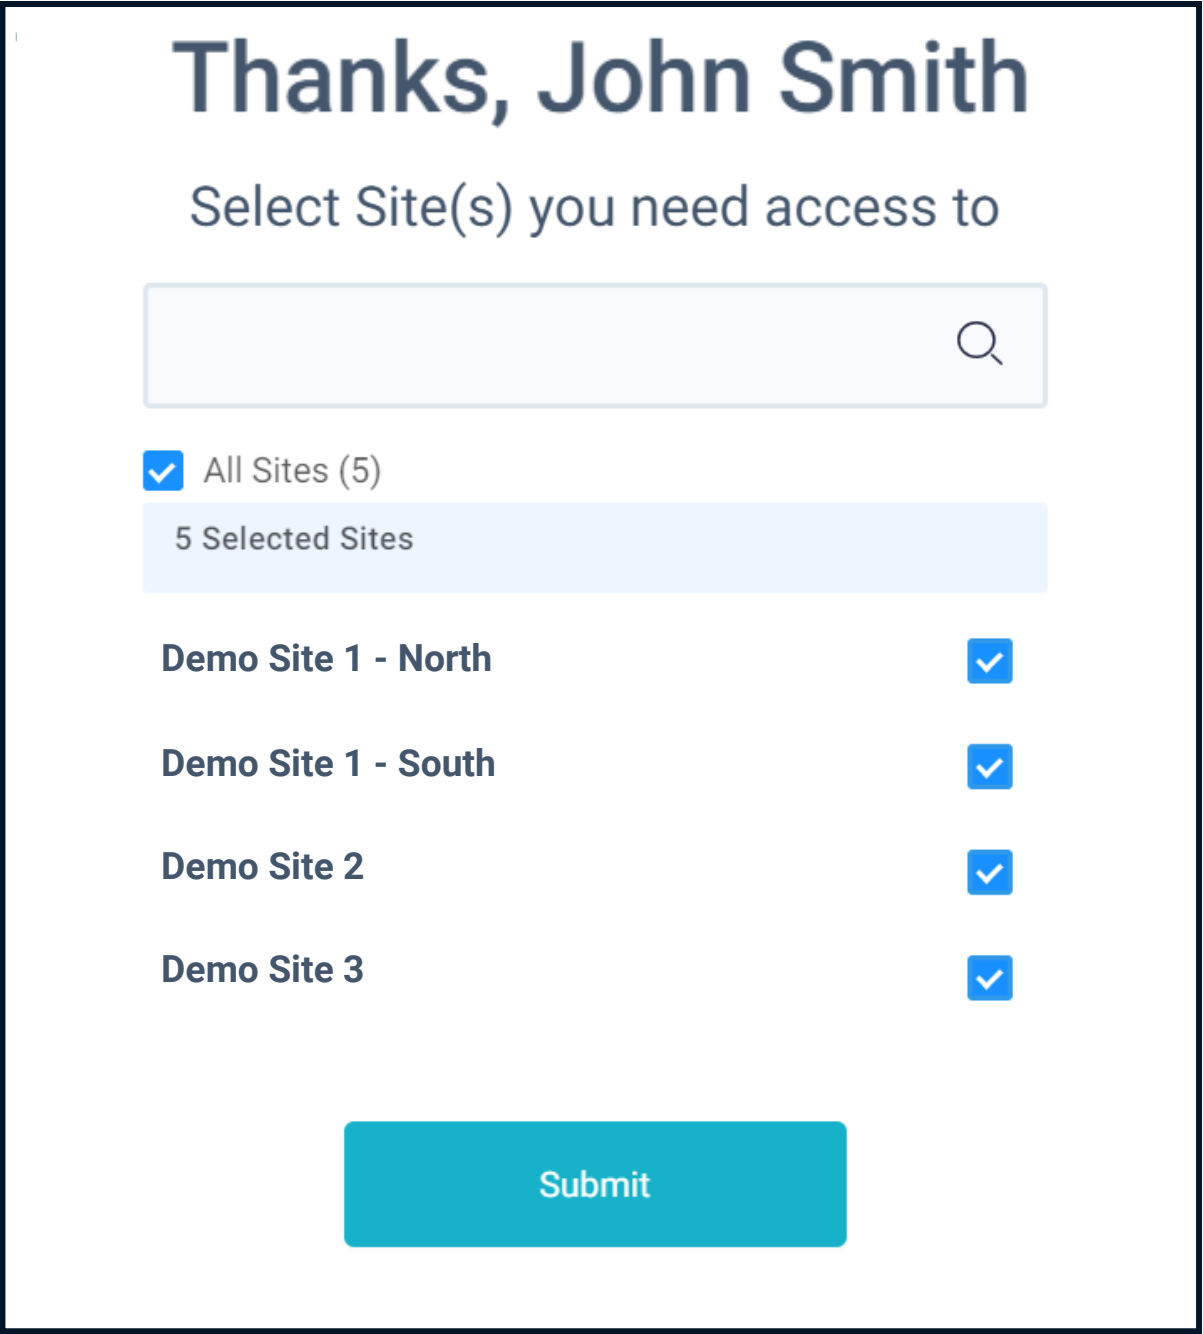 Thanks, John Smith
Select Site(s) you need access to
All Sites (5)
5 Selected Sites
Demo Site 1 - North
Demo Site 1 - South
Demo Site 2
Demo Site 3
Submit